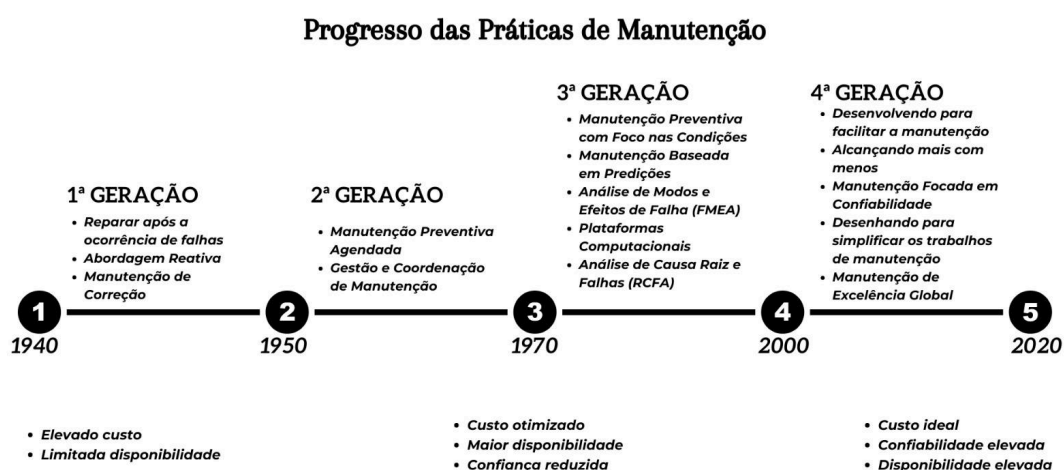 Progresso das Práticas de Manutenção
1ª GERAÇÃO
• Reparar após a
ocorrência de falhas
• Abordagem Reativa
• Manutenção de
Correção
2ª GERAÇÃO
• Manutenção Preventiva
Agendada
• Gestão e Coordenação
de Manutenção
3ª GERAÇÃO
• Manutenção Preventiva
com Foco nas Condições
• Manutenção Baseada
em Predições
• Análise de Modos e
Efeitos de Falha (FMEA)
• Plataformas
Computacionais
• Análise de Causa Raiz e
Falhas (RCFA)
4ª GERAÇÃO
• Desenvolvendo para
facilitar a manutenção
• Alcançando mais com
menos
• Manutenção Focada em
Confiabilidade
• Desenhando para
simplificar os trabalhos
de manutenção
• Manutenção de
Excelência Global
1 2 3 4 5
1940 1950 1970 2000 2020
• Elevado custo
• Limitada disponibilidade
• Custo otimizado
• Maior disponibilidade
• Confiança reduzida
• Custo ideal
• Confiabilidade elevada
• Disponibilidade elevada